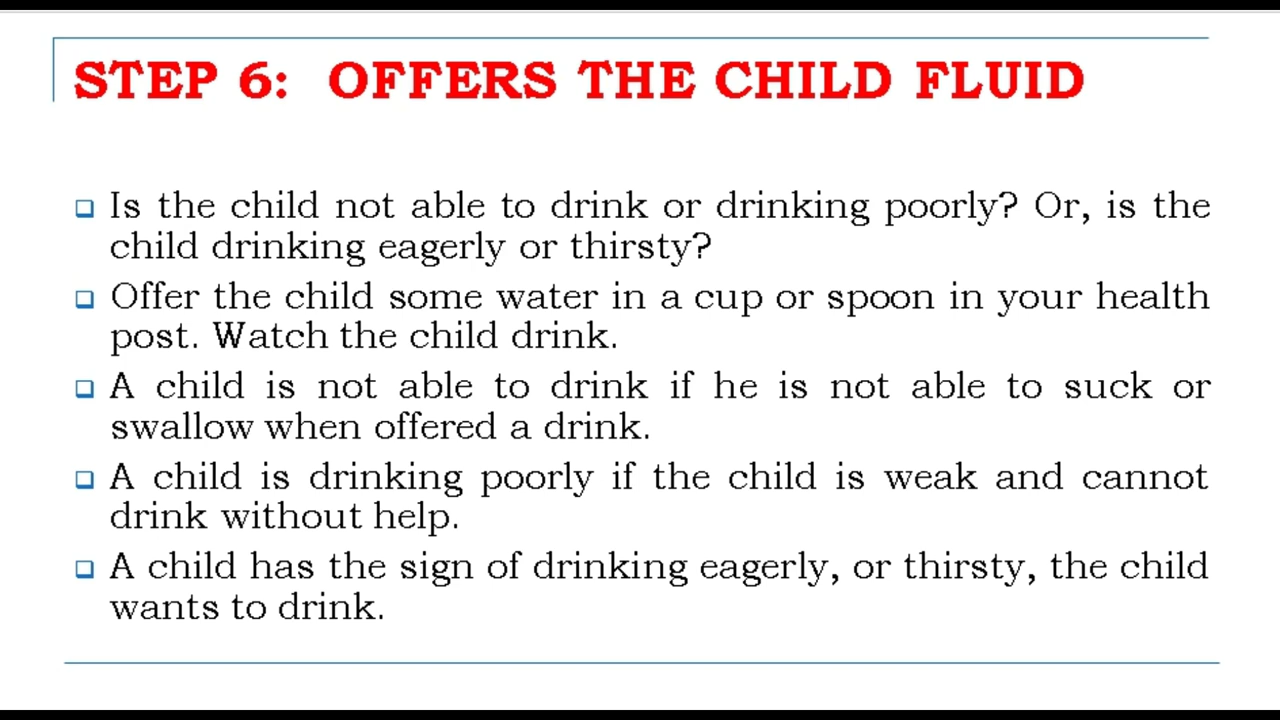 STEP 6: OFFERS THE CHILD FLUID
Is the child not able to drink or drinking poorly? Or, is the
child drinking eagerly or thirsty?
Offer the child some water in a cup or spoon in your health
post. Watch the child drink.
A child is not able to drink if he is not able to suck or
swallow when offered a drink.
A child is drinking poorly if the child is weak and cannot
drink without help.
A child has the sign of drinking eagerly, or thirsty, the child
wants to drink.